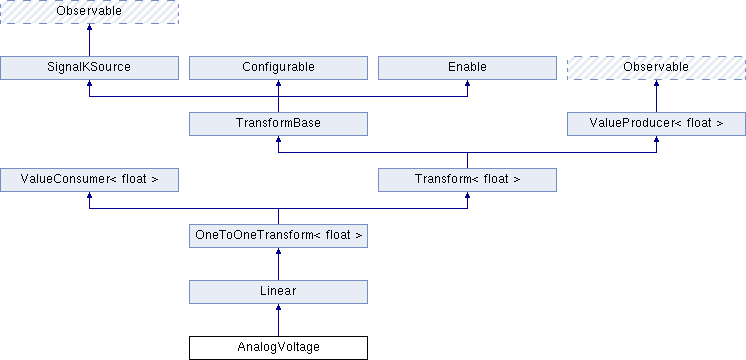 Observable
SignalKSource
Configurable
Enable
Observable
TransformBase
ValueProducer< float >
ValueConsumer< float >
Transform< float >
OneToOneTransform< float >
Linear
AnalogVoltage